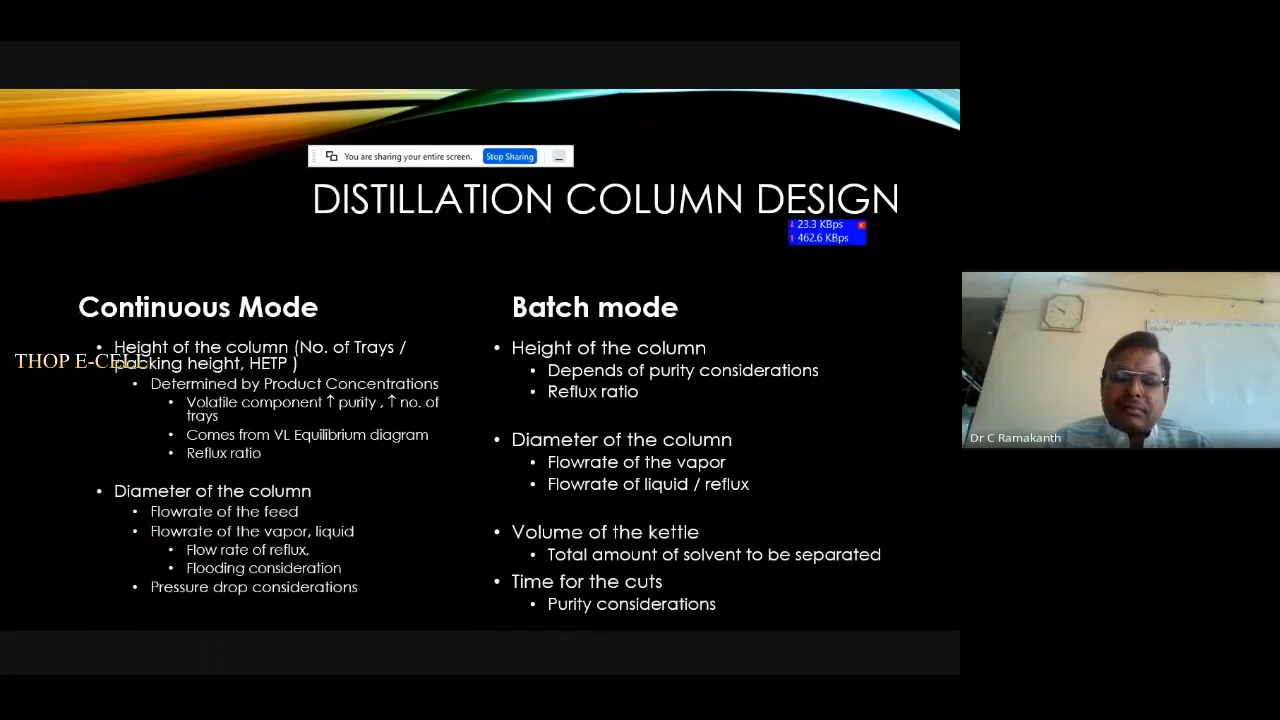 You are sharing your entire screen.
Stop Sharing
DISTILLATION COLUMN DESIGN
23.3 KBps
462.6 KBps
Continuous Mode
• Height of the column (No. of Trays /
packing height, HETP )
• Determined by Product Concentrations
• Volatile component ↑ purity , ↑ no. of
trays
• Comes from VL Equilibrium diagram
• Reflux ratio
• Diameter of the column
• Flowrate of the feed
• Flowrate of the vapor, liquid
• Flow rate of reflux,
• Flooding consideration
• Pressure drop considerations
THOP E-CELL
Batch mode
• Height of the column
• Depends of purity considerations
• Reflux ratio
• Diameter of the column
• Flowrate of the vapor
• Flowrate of liquid / reflux
• Volume of the kettle
• Total amount of solvent to be separated
• Time for the cuts
• Purity considerations
Dr C Ramakanth